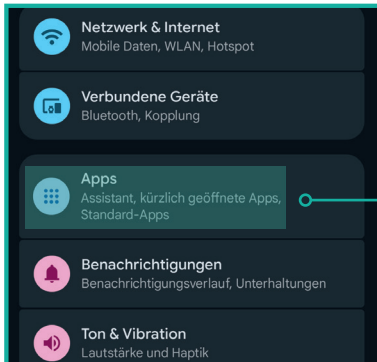 Netzwerk & Internet
Mobile Daten, WLAN, Hotspot
Verbundene Geräte
Bluetooth, Kopplung
Apps
Assistant, kürzlich geöffnete Apps,
Standard-Apps
Benachrichtigungen
Benachrichtigungsverlauf, Unterhaltungen
Ton & Vibration
Lautstärke und Haptik